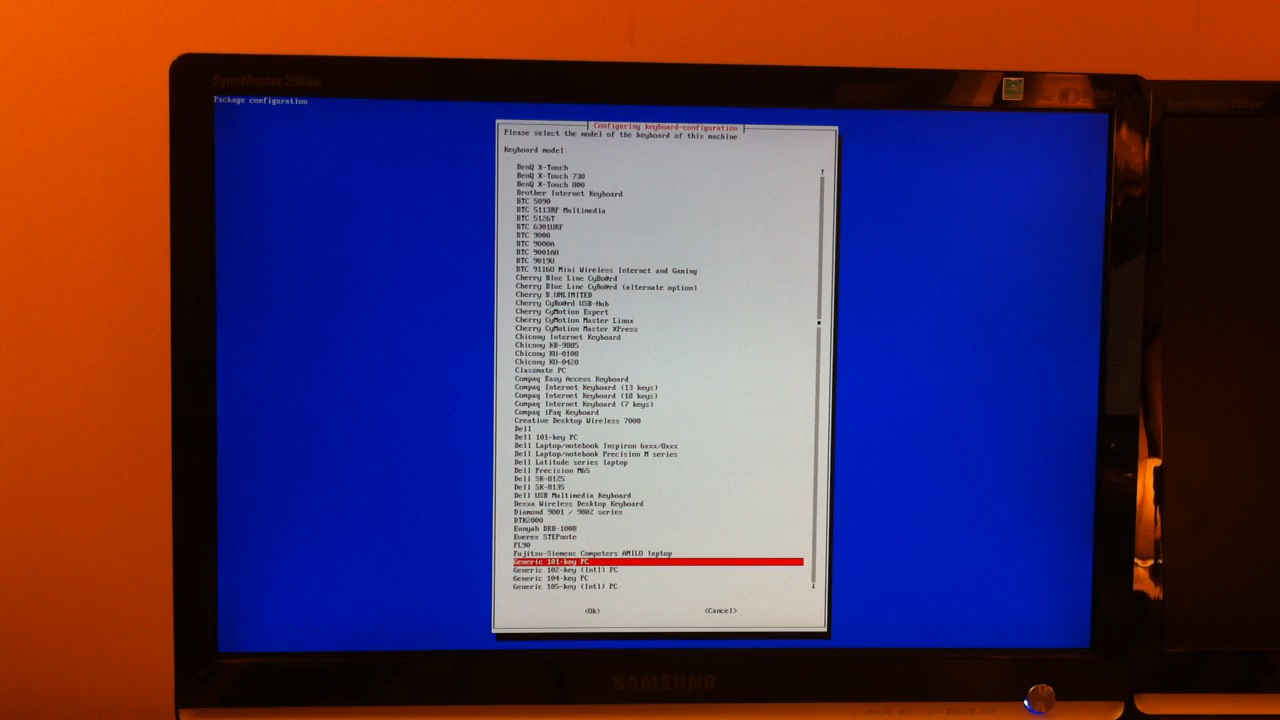 SyncMaster 206BW
Package configuration
Configuring keyboard-configuration
Please select the model of the keyboard of this machine.
Keyboard model:
BenQ X-Touch
BenQ X-Touch 730
BenQ X-Touch 800
Brother Internet Keyboard
BTC 5090
BTC 5113RF Multimedia
BTC 5126T
BTC 6301URF
BTC 9000
BTC 9000A
BTC 9001AH
BTC 9019U
BTC 9116U Mini Wireless Internet and Gaming
Cherry Blue Line CyBo@rd
Cherry Blue Line CyBo@rd (alternate option)
Cherry B.UNLIMITED
Cherry CyBo@rd USB-Hub
Cherry CyMotion Expert
Cherry CyMotion Master Linux
Cherry CyMotion Master XPress
Chicony Internet Keyboard
Chicony KB-9885
Chicony KU-0108
Chicony KU-0420
Classmate PC
Compaq Easy Access Keyboard
Compaq Internet Keyboard (13 keys)
Compaq Internet Keyboard (18 keys)
Compaq Internet Keyboard (7 keys)
Compaq iPaq Keyboard
Creative Desktop Wireless 7000
Dell
Dell 101-key PC
Dell Laptop/notebook Inspiron 6xxx/8xxx
Dell Laptop/notebook Precision M series
Dell Latitude series laptop
Dell Precision M65
Dell SK-8125
Dell SK-8135
Dell USB Multimedia Keyboard
Dexxa Wireless Desktop Keyboard
Diamond 9801 / 9802 series
DTK2000
Ennyah DKB-1008
Everex STEPnote
FL90
Fujitsu-Siemens Computers AMILO laptop
Generic 101-key PC
Generic 102-key (Intl) PC
Generic 104-key PC
Generic 105-key (Intl) PC
<Ok>
<Cancel>
SAMSUNG